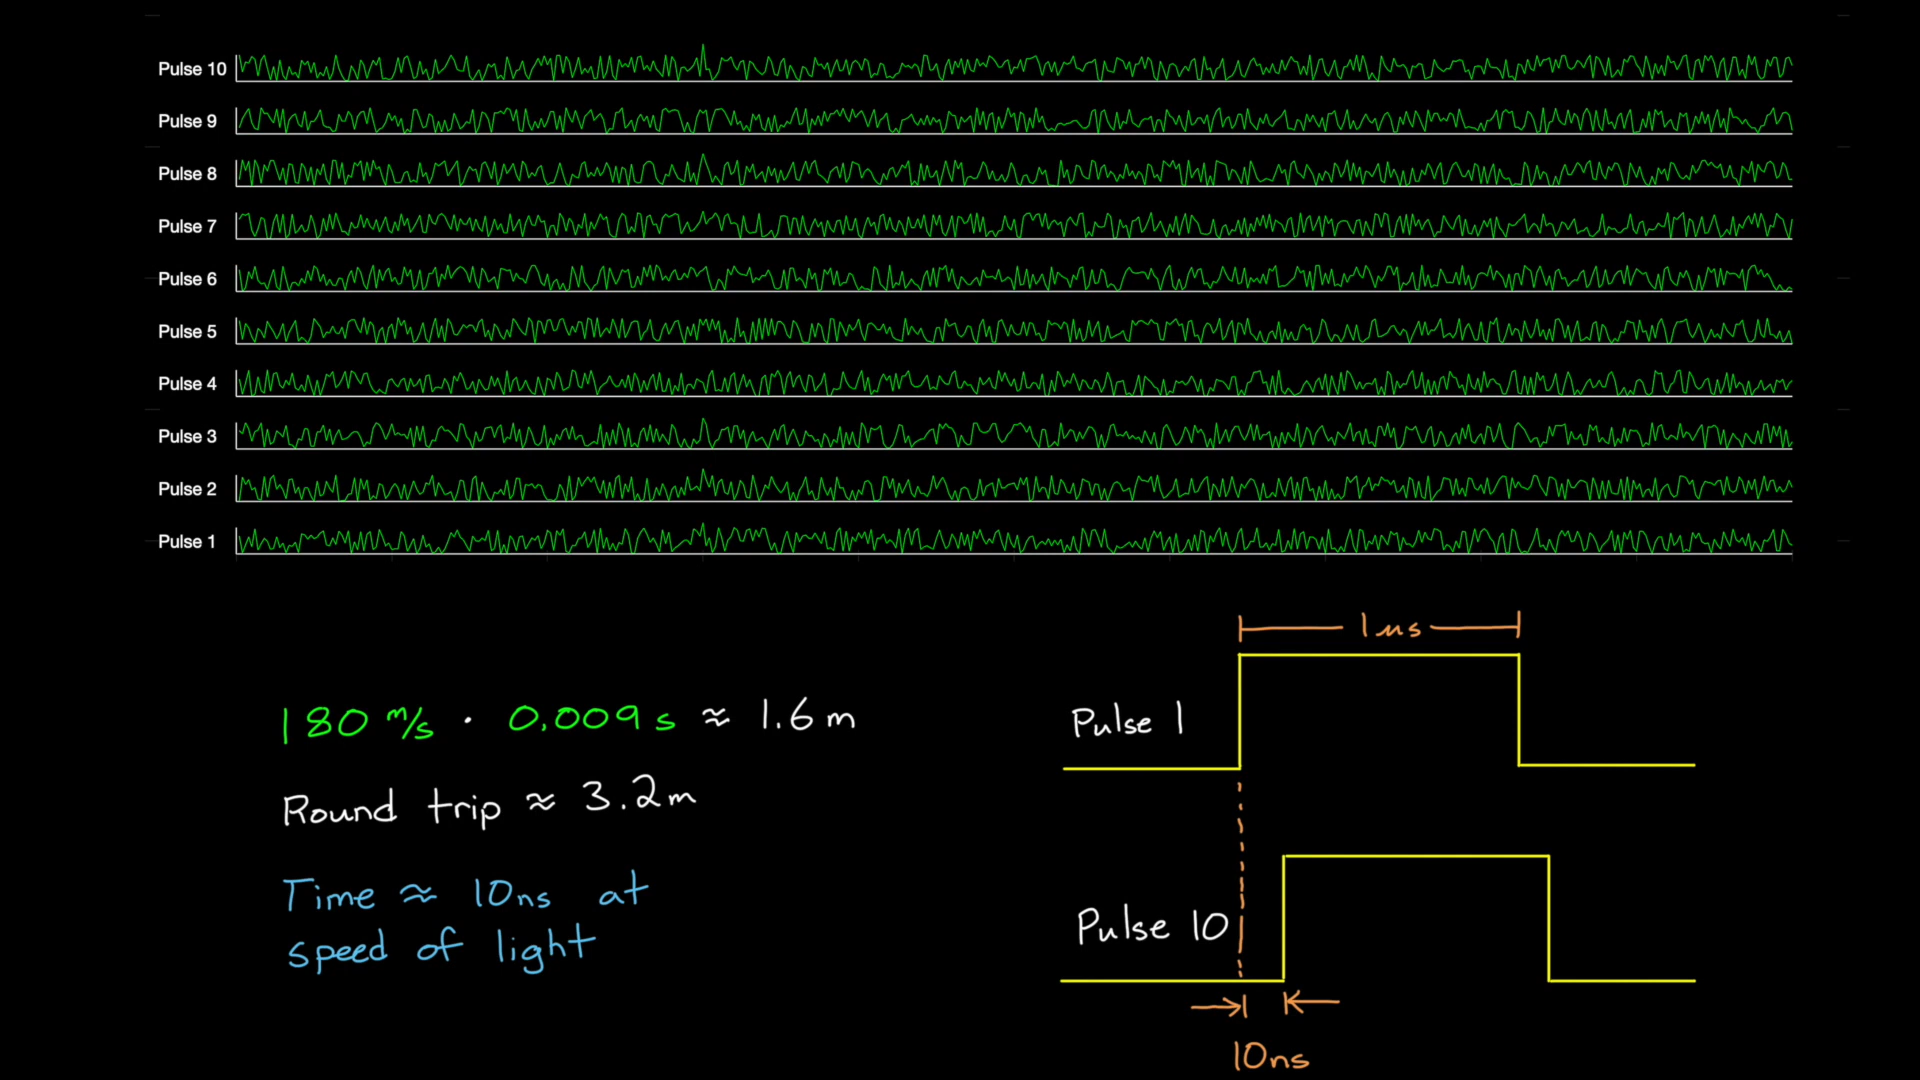 Pulse 10
Pulse 9
Pulse 8
Pulse 7
Pulse 6
Pulse 5
Pulse 4
Pulse 3
Pulse 2
Pulse 1
180 m/s · 0.009 s ≈ 1.6 m
Round trip ≈ 3.2m
Time ≈ 10ns at
speed of light
1ms
Pulse 1
Pulse 10
10ns